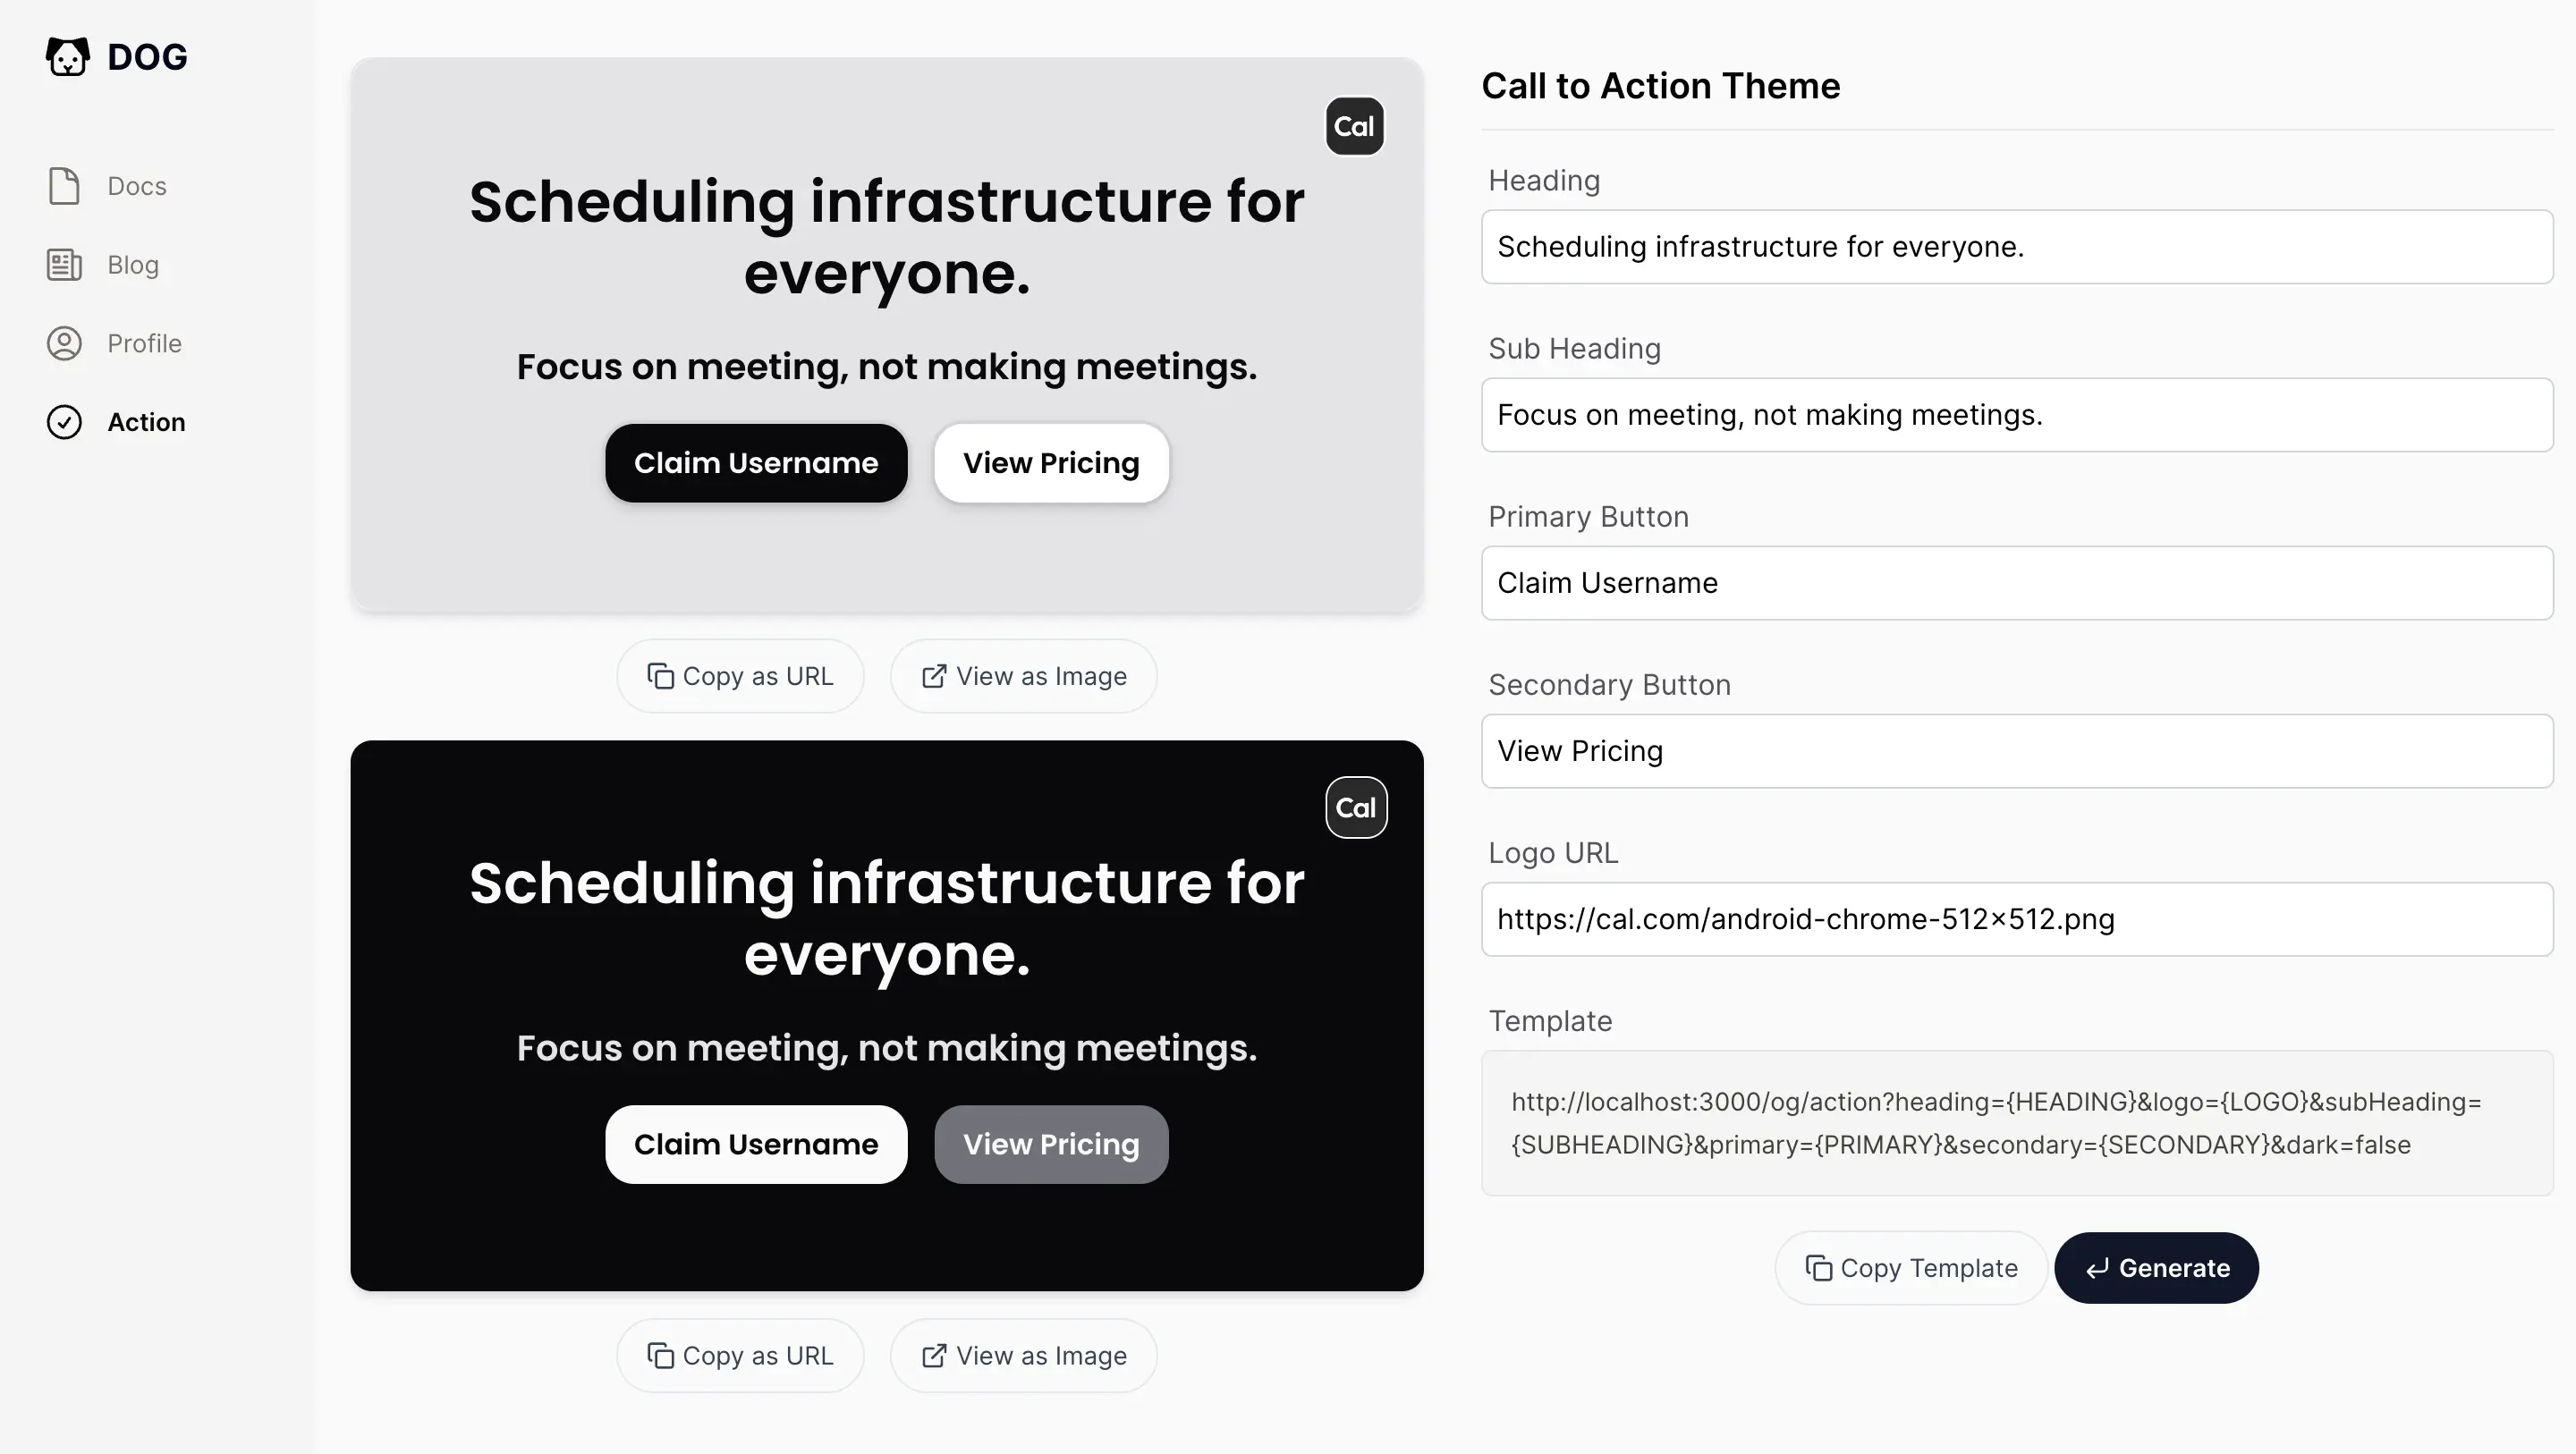 DOG
Docs
Blog
Profile
Action
Cal
Scheduling infrastructure for
everyone.
Focus on meeting, not making meetings.
Claim Username
View Pricing
Copy as URL
View as Image
Cal
Scheduling infrastructure for
everyone.
Focus on meeting, not making meetings.
Claim Username
View Pricing
Copy as URL
View as Image
Call to Action Theme
Heading
Scheduling infrastructure for everyone.
Sub Heading
Focus on meeting, not making meetings.
Primary Button
Claim Username
Secondary Button
View Pricing
Logo URL
https://cal.com/android-chrome-512×512.png
Template
http://localhost:3000/og/action?heading={HEADING}&logo={LOGO}&subHeading=
{SUBHEADING}&primary={PRIMARY}&secondary={SECONDARY}&dark=false
Copy Template
Generate